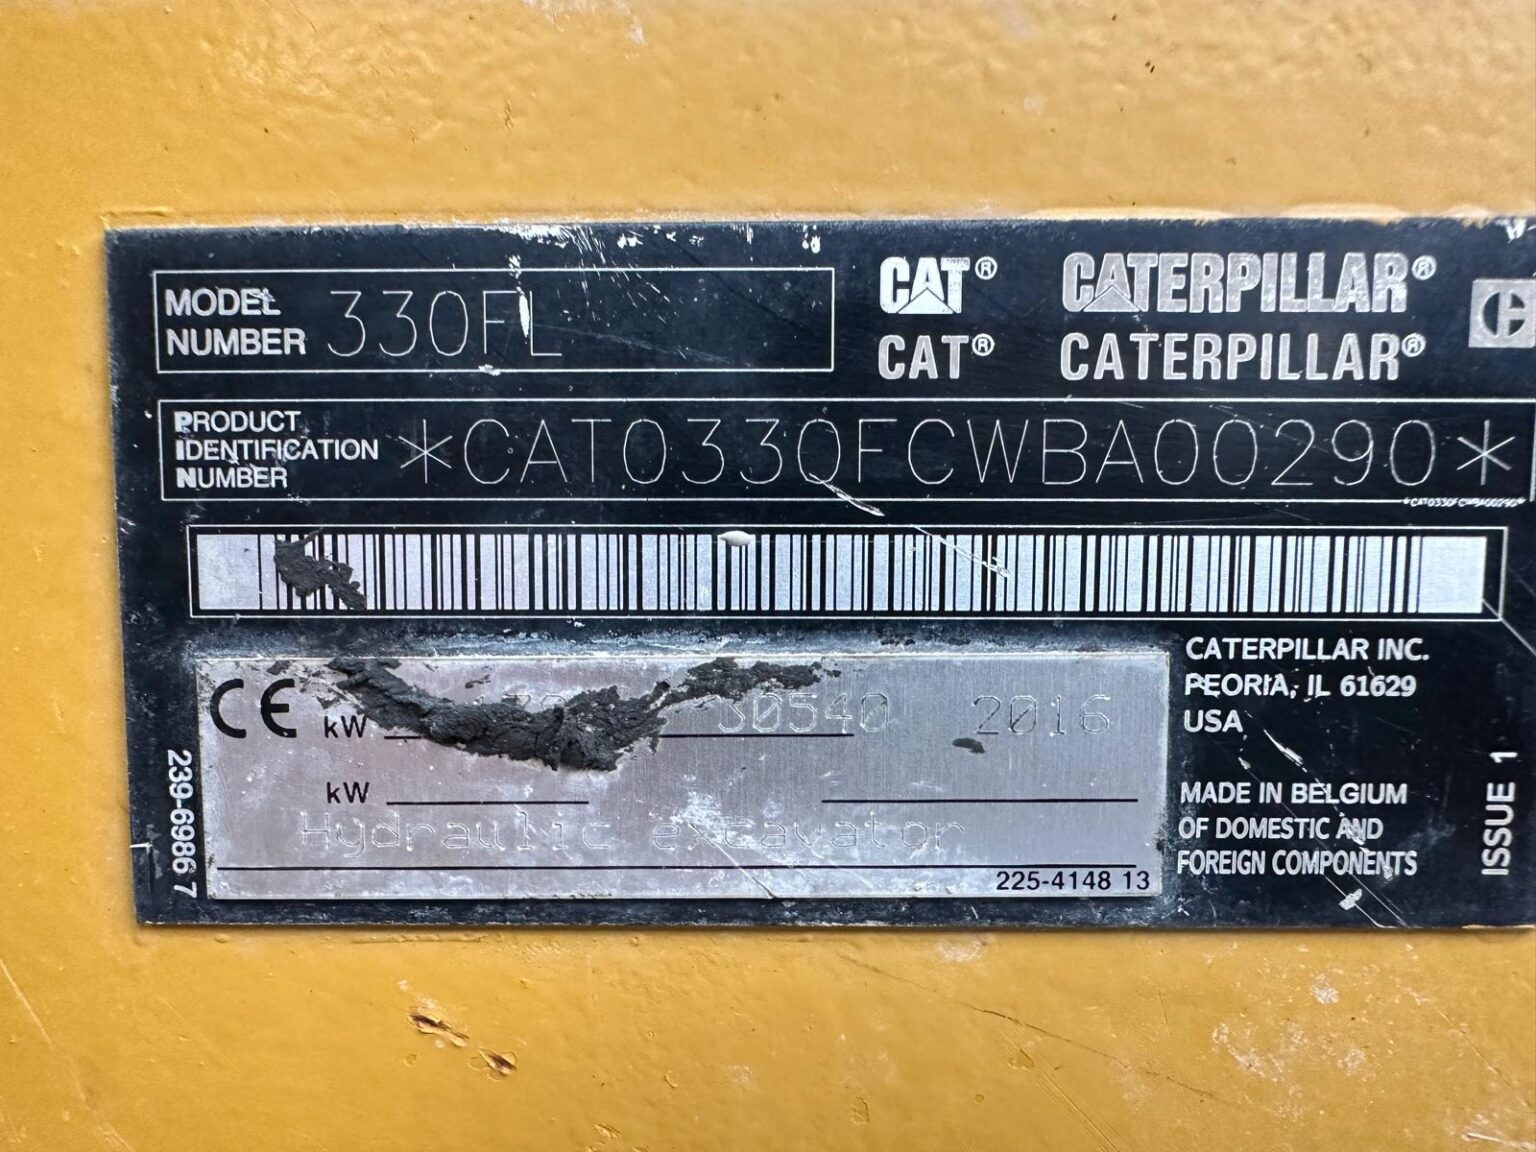 MODEL NUMBER 330FL
CAT® CATERPILLAR®
CAT® CATERPILLAR®
PRODUCT IDENTIFICATION NUMBER *CAT0330FCWBA00290*
*CAT0330FCWBA00290*
CE kW 30540 2016
kW
Hydraulic excavator
225-4148 13
CATERPILLAR INC.
PEORIA, IL 61629
USA
MADE IN BELGIUM
OF DOMESTIC AND
FOREIGN COMPONENTS
239-6986 7
ISSUE 1